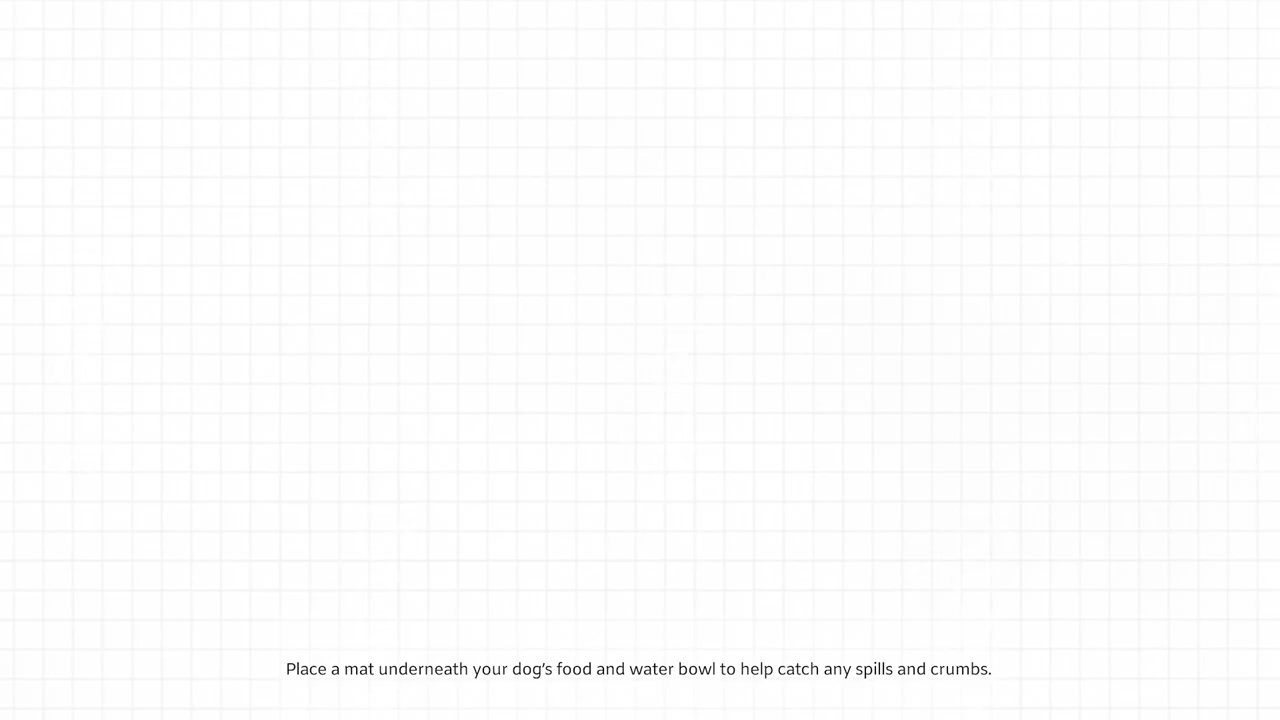 Place a mat underneath your dog’s food and water bowl to help catch any spills and crumbs.